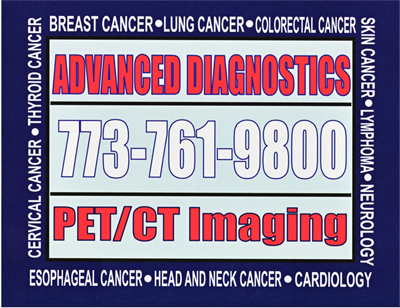 BREAST CANCER•LUNG CANCER•COLORECTAL CANCER
SKIN CANCER•LYMPHOMA•NEUROLOGY
ADVANCED DIAGNOSTICS
773-761-9800
PET/CT Imaging
CERVICAL CANCER•THYROID CANCER
ESOPHAGEAL CANCER•HEAD AND NECK CANCER•CARDIOLOGY